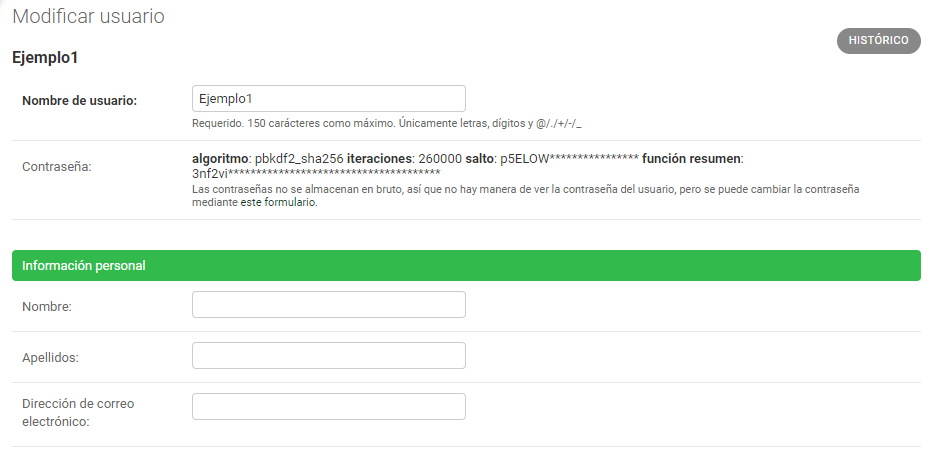 Modificar usuario
HISTÓRICO
Ejemplo1
Nombre de usuario:
Ejemplo1
Requerido. 150 carácteres como máximo. Únicamente letras, dígitos y @/./+/-/_
Contraseña:
algoritmo: pbkdf2_sha256 iteraciones: 260000 salto: p5ELOW**************** función resumen:
3nf2vi**************************************
Las contraseñas no se almacenan en bruto, así que no hay manera de ver la contraseña del usuario, pero se puede cambiar la contraseña
mediante este formulario.
Información personal
Nombre:
Apellidos:
Dirección de correo
electrónico: